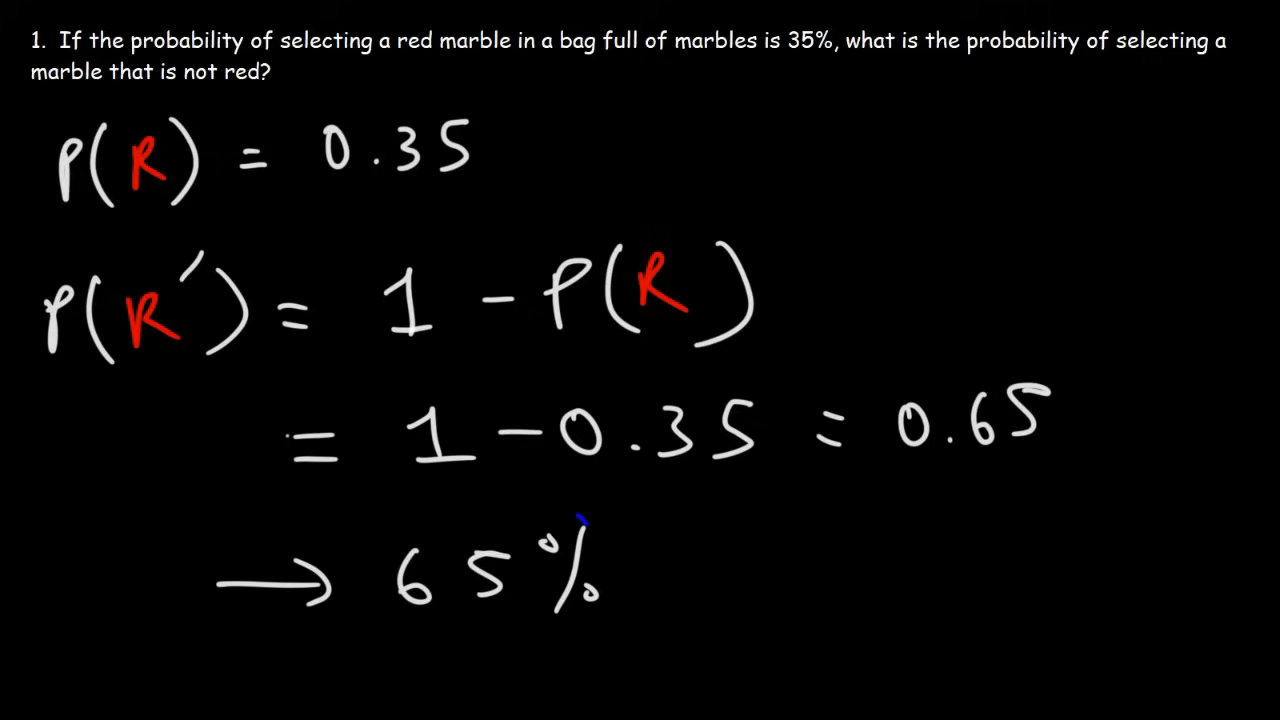 1. If the probability of selecting a red marble in a bag full of marbles is 35%, what is the probability of selecting a
marble that is not red?
P(R) = 0.35
P(R') = 1 - P(R)
= 1 - 0.35 = 0.65
→ 65%